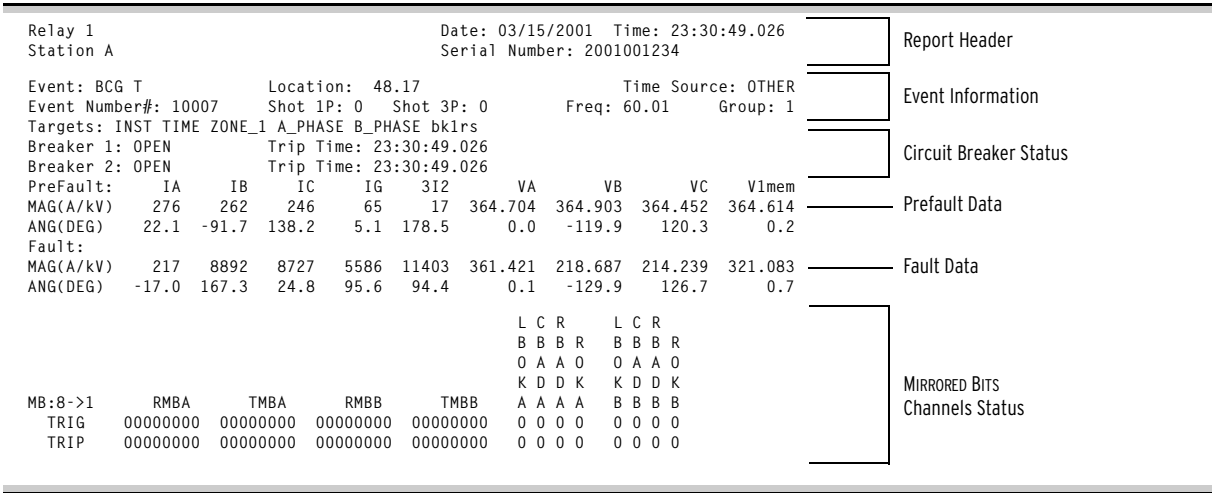 Relay 1 Date: 03/15/2001 Time: 23:30:49.026
Station A Serial Number: 2001001234
Report Header
Event: BCG T Location: 48.17 Time Source: OTHER
Event Number#: 10007 Shot 1P: 0 Shot 3P: 0 Freq: 60.01 Group: 1
Event Information
Targets: INST TIME ZONE_1 A_PHASE B_PHASE bk1rs
Breaker 1: OPEN Trip Time: 23:30:49.026
Breaker 2: OPEN Trip Time: 23:30:49.026
Circuit Breaker Status
PreFault: IA IB IC IG 3I2 VA VB VC V1mem
MAG(A/kV) 276 262 246 65 17 364.704 364.903 364.452 364.614
Prefault Data
ANG(DEG) 22.1 -91.7 138.2 5.1 178.5 0.0 -119.9 120.3 0.2
Fault:
MAG(A/kV) 217 8892 8727 5586 11403 361.421 218.687 214.239 321.083
Fault Data
ANG(DEG) -17.0 167.3 24.8 95.6 94.4 0.1 -129.9 126.7 0.7
L C R L C R
B B B R B B B R
O A A O O A A O
K D D K K D D K
MB:8->1 RMBA TMBA RMBB TMBB A A A A B B B B
TRIG 00000000 00000000 00000000 00000000 0 0 0 0 0 0 0 0
TRIP 00000000 00000000 00000000 00000000 0 0 0 0 0 0 0 0
MIRRORED BITS
Channels Status